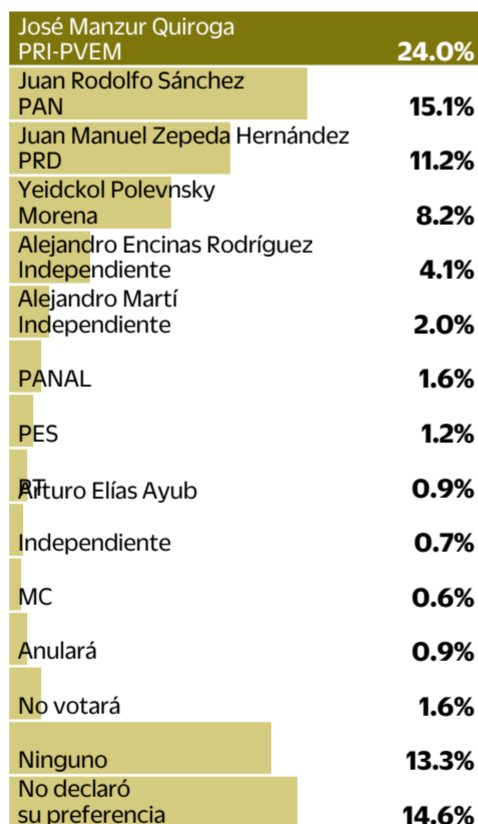 José Manzur Quiroga
PRI-PVEM 24.0%
Juan Rodolfo Sánchez
PAN 15.1%
Juan Manuel Zepeda Hernández
PRD 11.2%
Yeidckol Polevnsky
Morena 8.2%
Alejandro Encinas Rodríguez
Independiente 4.1%
Alejandro Martí
Independiente 2.0%
PANAL 1.6%
PES 1.2%
PT 0.9%
Arturo Elías Ayub
Independiente 0.7%
MC 0.6%
Anulará 0.9%
No votará 1.6%
Ninguno 13.3%
No declaró
su preferencia 14.6%